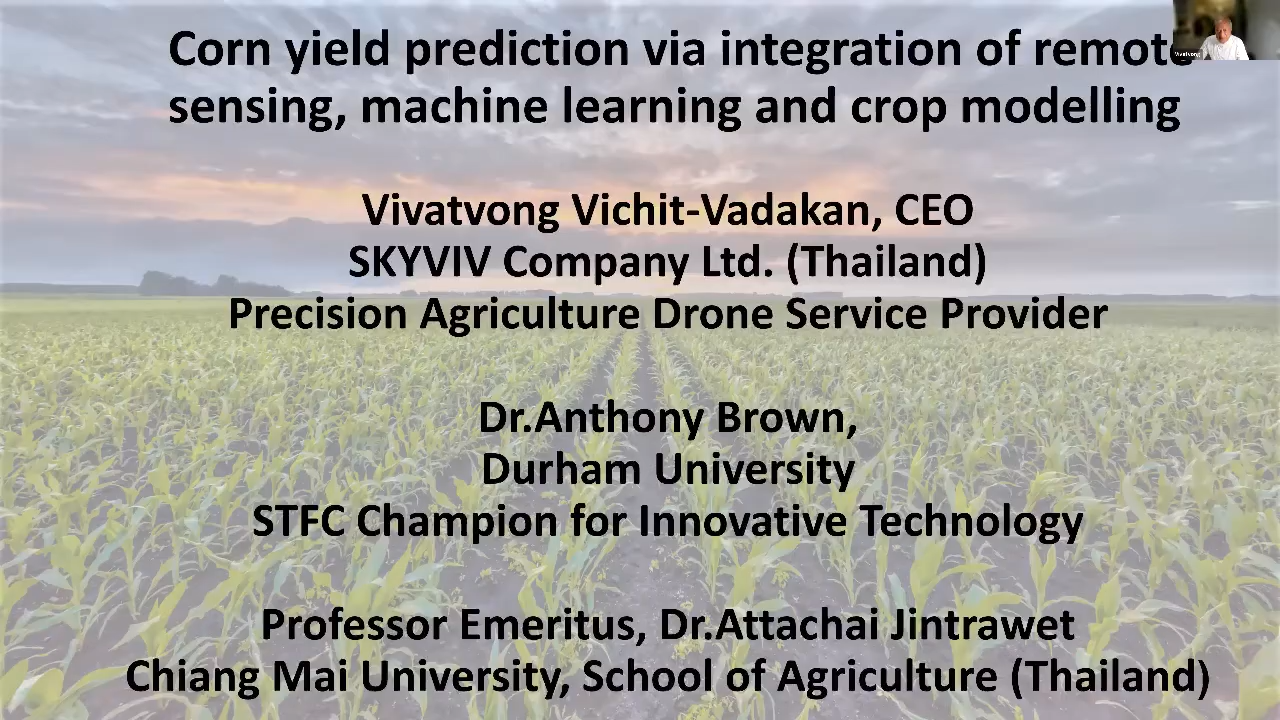 Corn yield prediction via integration of remote
sensing, machine learning and crop modelling
Vivatvong
Vivatvong Vichit-Vadakan, CEO
SKYVIV Company Ltd. (Thailand)
Precision Agriculture Drone Service Provider
Dr.Anthony Brown,
Durham University
STFC Champion for Innovative Technology
Professor Emeritus, Dr.Attachai Jintrawet
Chiang Mai University, School of Agriculture (Thailand)